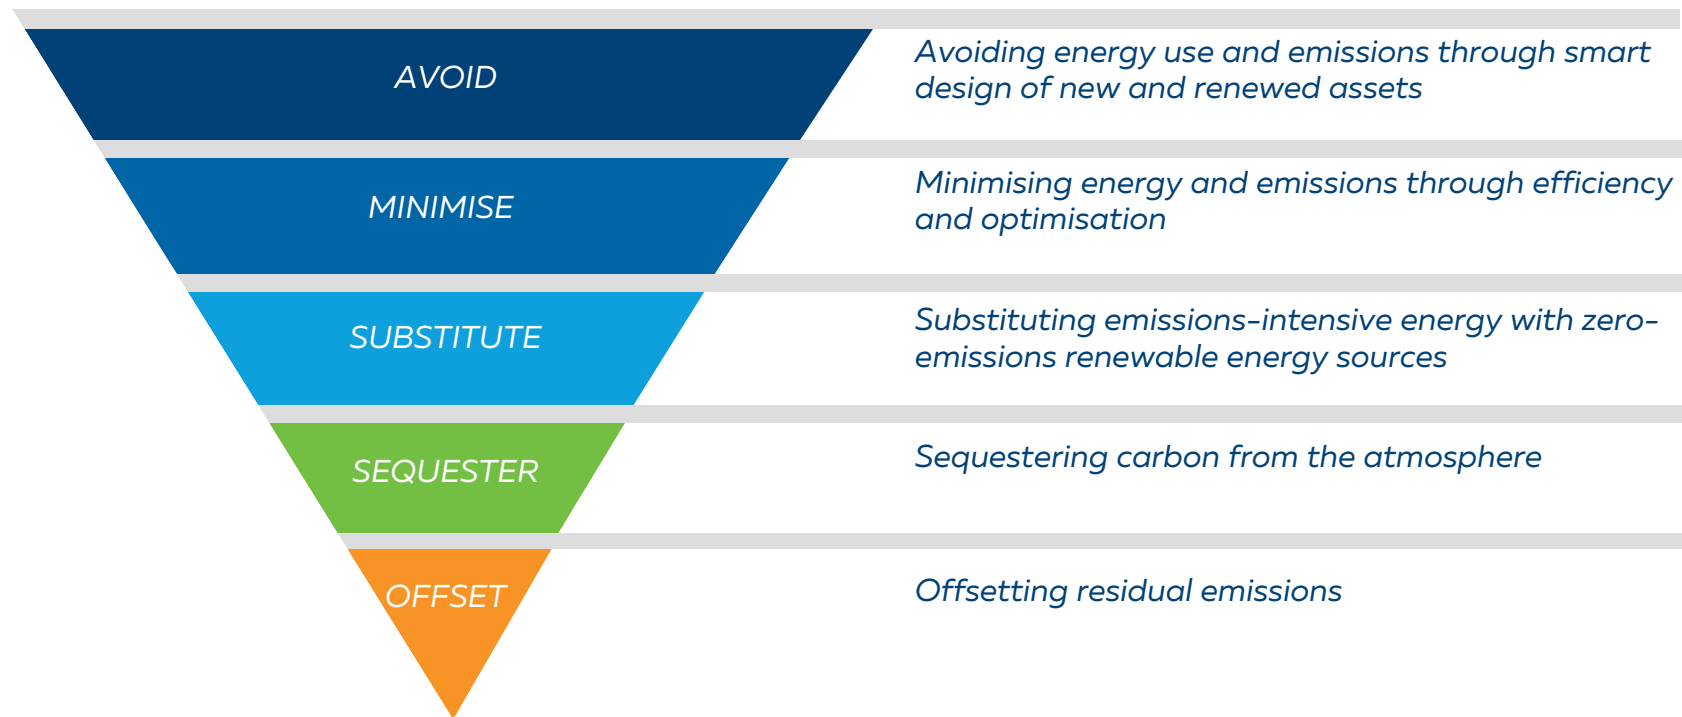 AVOID
Avoiding energy use and emissions through smart
design of new and renewed assets
MINIMISE
Minimising energy and emissions through efficiency
and optimisation
SUBSTITUTE
Substituting emissions-intensive energy with zero-
emissions renewable energy sources
SEQUESTER
Sequestering carbon from the atmosphere
OFFSET
Offsetting residual emissions